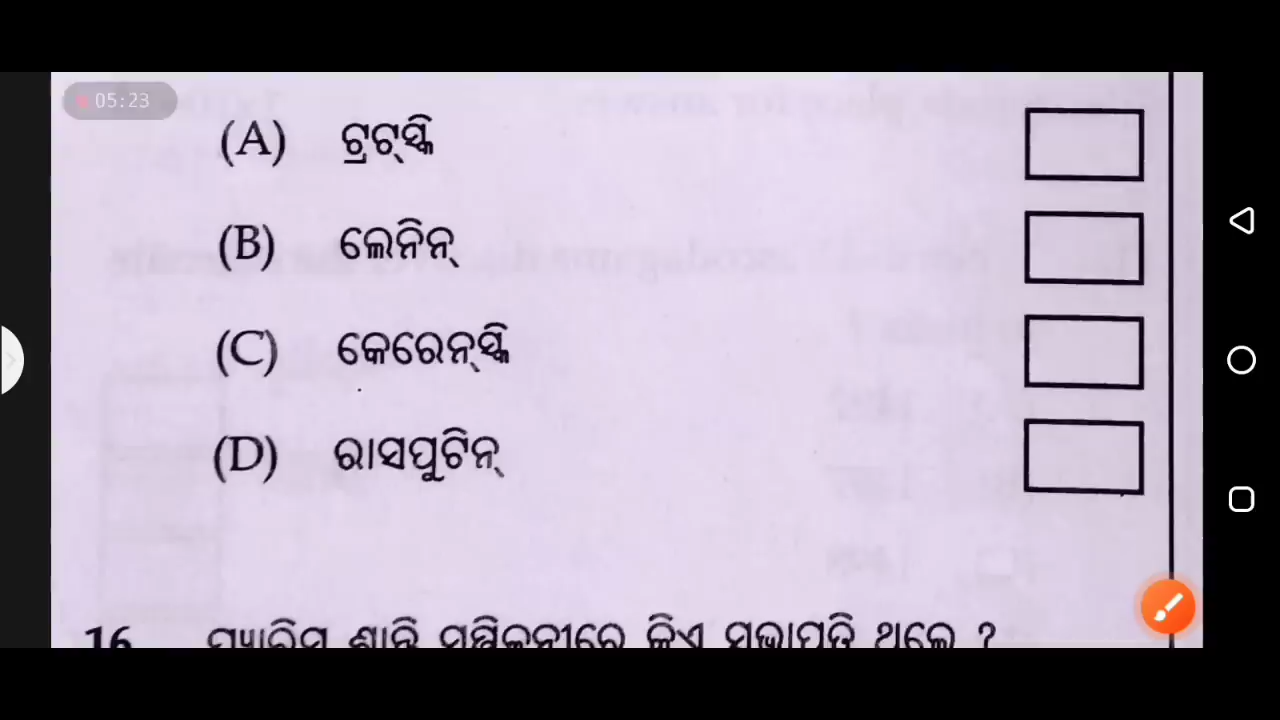 05:23
(A) ଟ୍ରଟ୍‌ସ୍କି
(B) ଲେନିନ୍
(C) କେରେନ୍‌ସ୍କି
(D) ରାସପୁଟିନ୍
16 ପ୍ୟାରିସ ଶାନ୍ତି ସମ୍ମିଳନୀରେ କିଏ ସଭାପତି ଥିଲେ ?